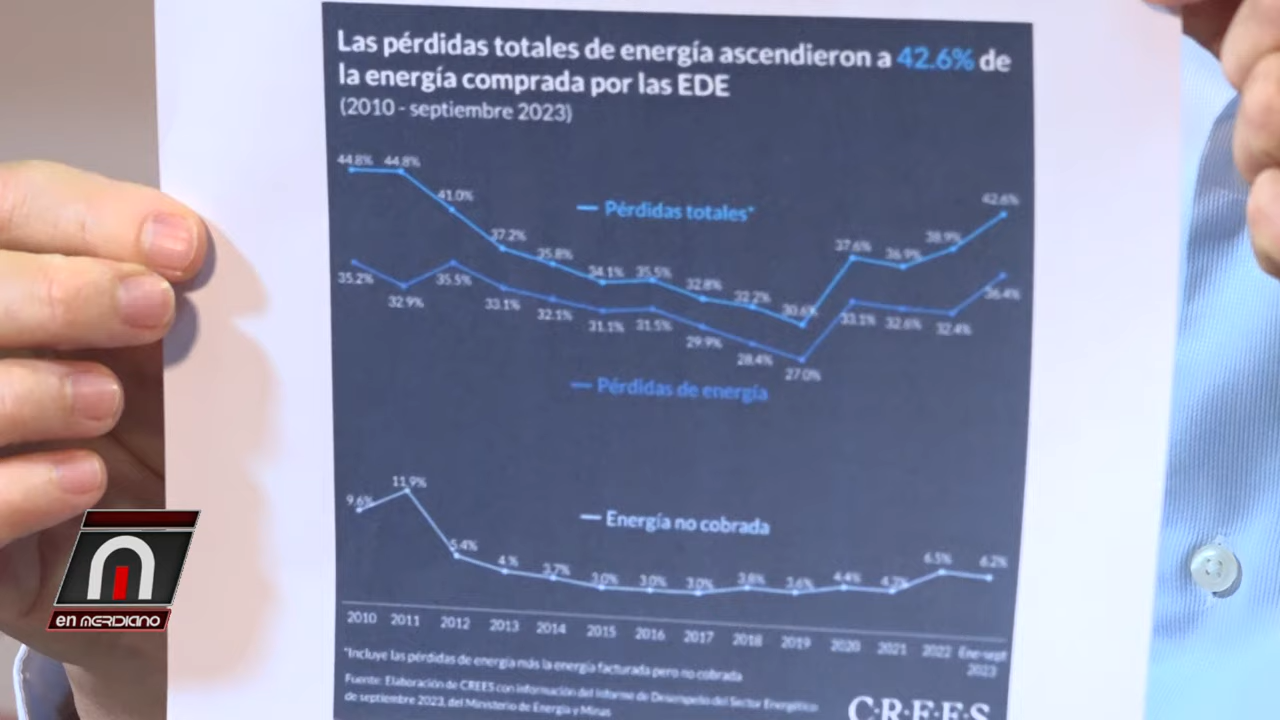 Las pérdidas totales de energía ascendieron a 42.6% de
la energía comprada por las EDE
(2010 - septiembre 2023)
44.8% 44.8% 41.0% 37.2% 35.8% 34.1% 35.5% 32.8% 32.2% 30.6% 37.6% 36.9% 38.9% 42.6%
Pérdidas totales*
35.2% 32.9% 35.5% 33.1% 32.1% 31.1% 31.5% 29.9% 28.4% 27.0% 33.1% 32.6% 32.4% 36.4%
Pérdidas de energía
9.6% 11.9% 5.4% 4% 3.7% 3.0% 3.0% 3.0% 3.8% 3.6% 4.4% 4.2% 6.5% 6.2%
Energía no cobrada
2010 2011 2012 2013 2014 2015 2016 2017 2018 2019 2020 2021 2022 Ene-sept
2023
*Incluye las pérdidas de energía más la energía facturada pero no cobrada
Fuente: Elaboración de CREES con información del Informe de Desempeño del Sector Energético
de septiembre 2023, del Ministerio de Energía y Minas
C·R·E·E·S
en MERIDIANO